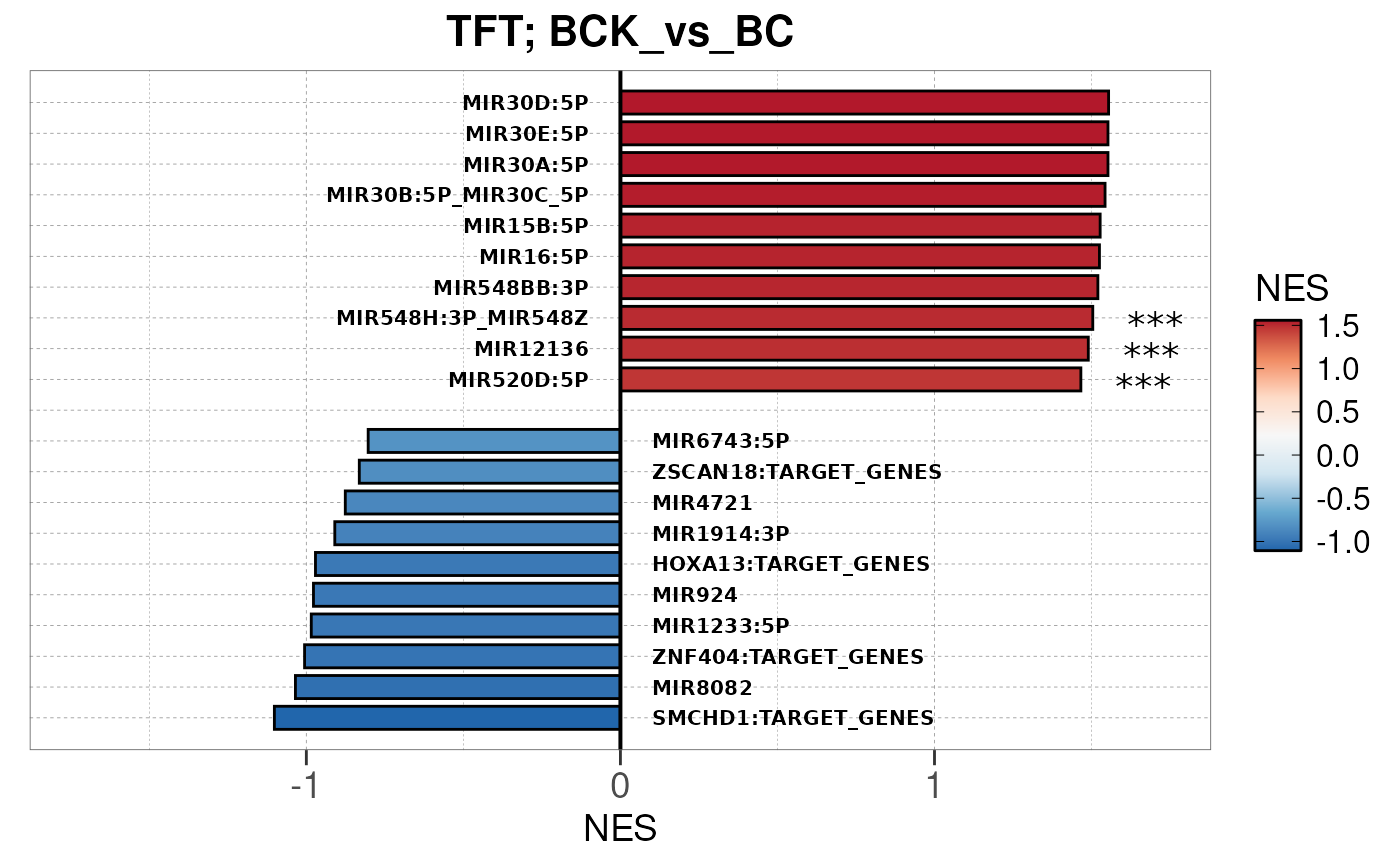 TFT; BCK_vs_BC
MIR30D:5P
MIR30E:5P
MIR30A:5P
MIR30B:5P_MIR30C_5P
MIR15B:5P
MIR16:5P
MIR548BB:3P
MIR548H:3P_MIR548Z ***
MIR12136 ***
MIR520D:5P ***
MIR6743:5P
ZSCAN18:TARGET_GENES
MIR4721
MIR1914:3P
HOXA13:TARGET_GENES
MIR924
MIR1233:5P
ZNF404:TARGET_GENES
MIR8082
SMCHD1:TARGET_GENES
-1 0 1
NES
NES
1.5
1.0
0.5
0.0
-0.5
-1.0